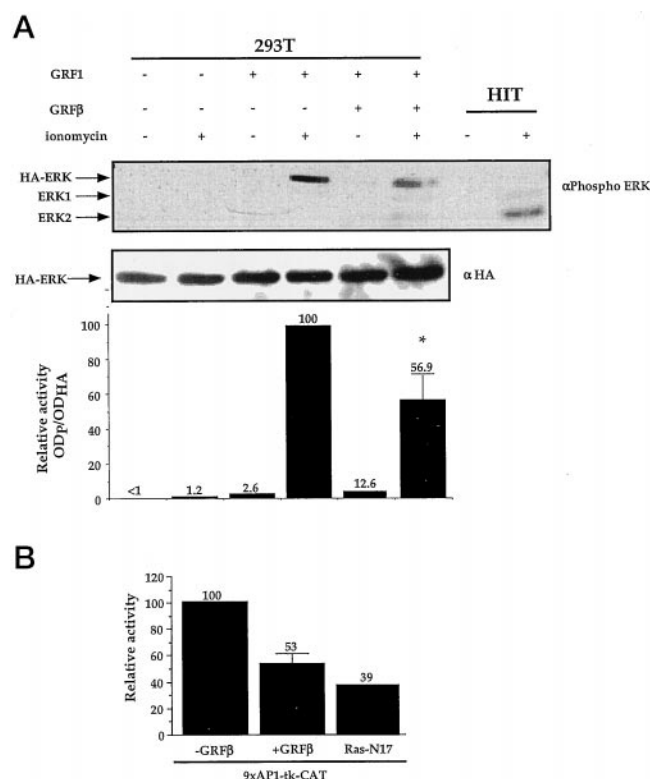 A
293T
GRF1 - - + + + +
GRFβ - - - - + +
HIT
ionomycin - + - + - + - +
HA-ERK
ERK1
ERK2
αPhospho ERK
HA-ERK
α HA
Relative activity
ODP/ODHA
100
80
60
40
20
0
<1
1.2
2.6
100
12.6
*
56.9
B
Relative activity
120
100
80
60
40
20
0
100
53
39
-GRFβ +GRFβ Ras-N17
9xAP1-tk-CAT